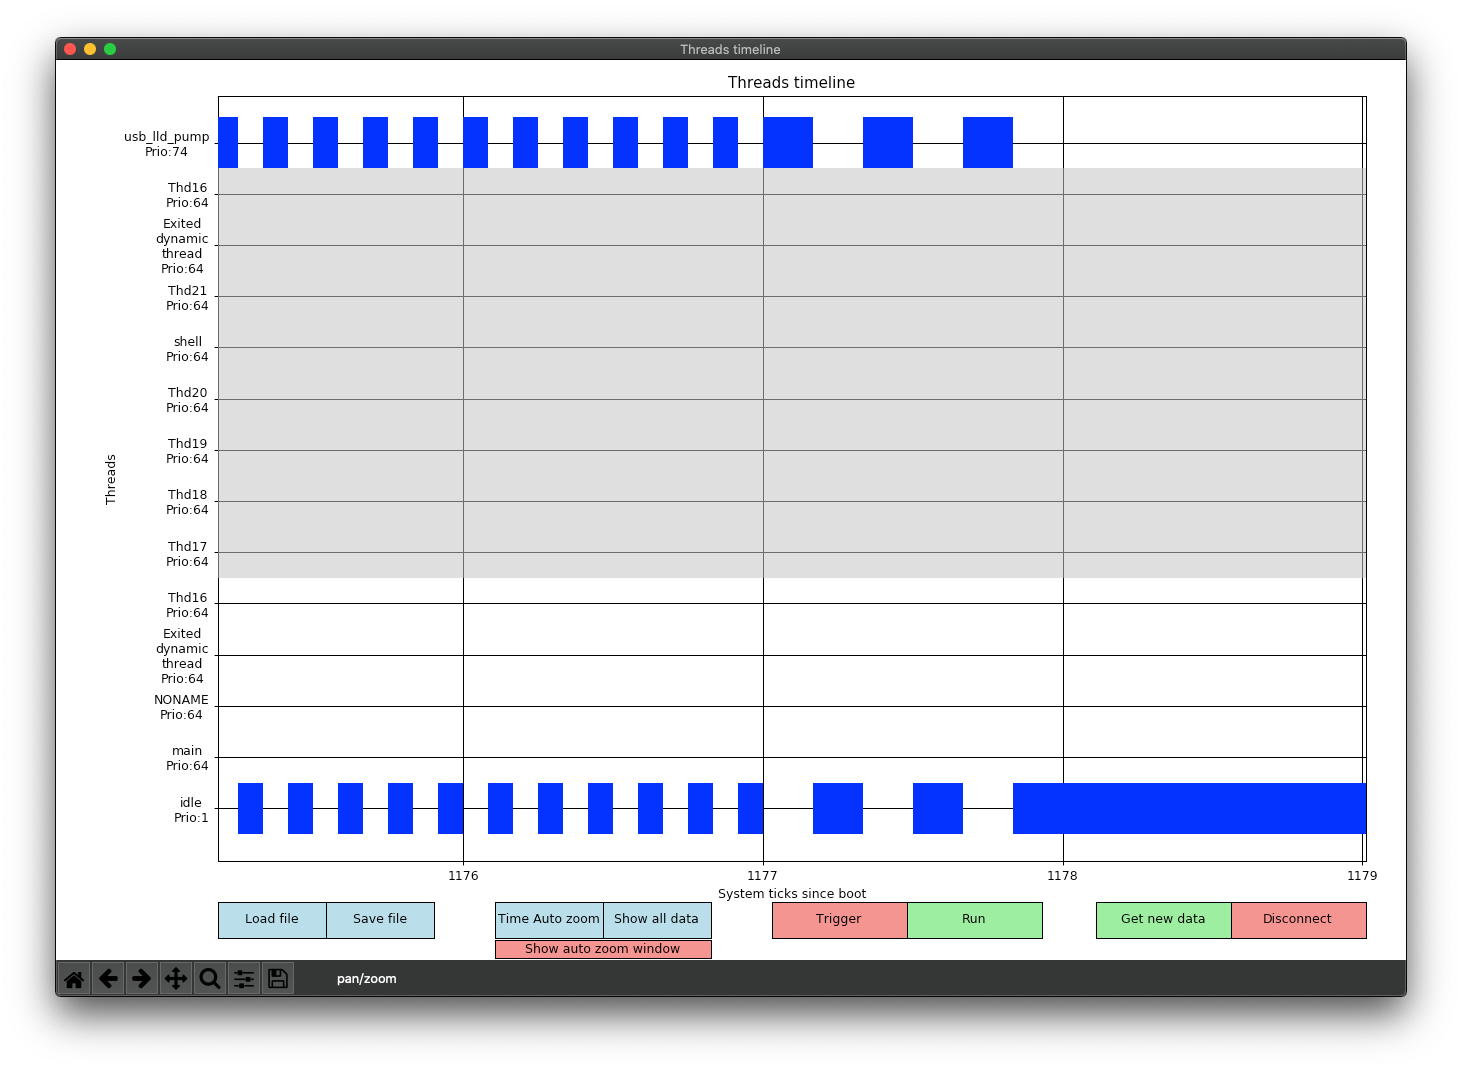 Threads timeline
Threads timeline
usb_lld_pump
Prio:74
Thd16
Prio:64
Exited
dynamic
thread
Prio:64
Thd21
Prio:64
shell
Prio:64
Thd20
Prio:64
Thd19
Prio:64
Thd18
Prio:64
Thd17
Prio:64
Thd16
Prio:64
Exited
dynamic
thread
Prio:64
NONAME
Prio:64
main
Prio:64
idle
Prio:1
Threads
1176 1177 1178 1179
System ticks since boot
Load file Save file Time Auto zoom Show all data Trigger Run Get new data Disconnect
Show auto zoom window
pan/zoom